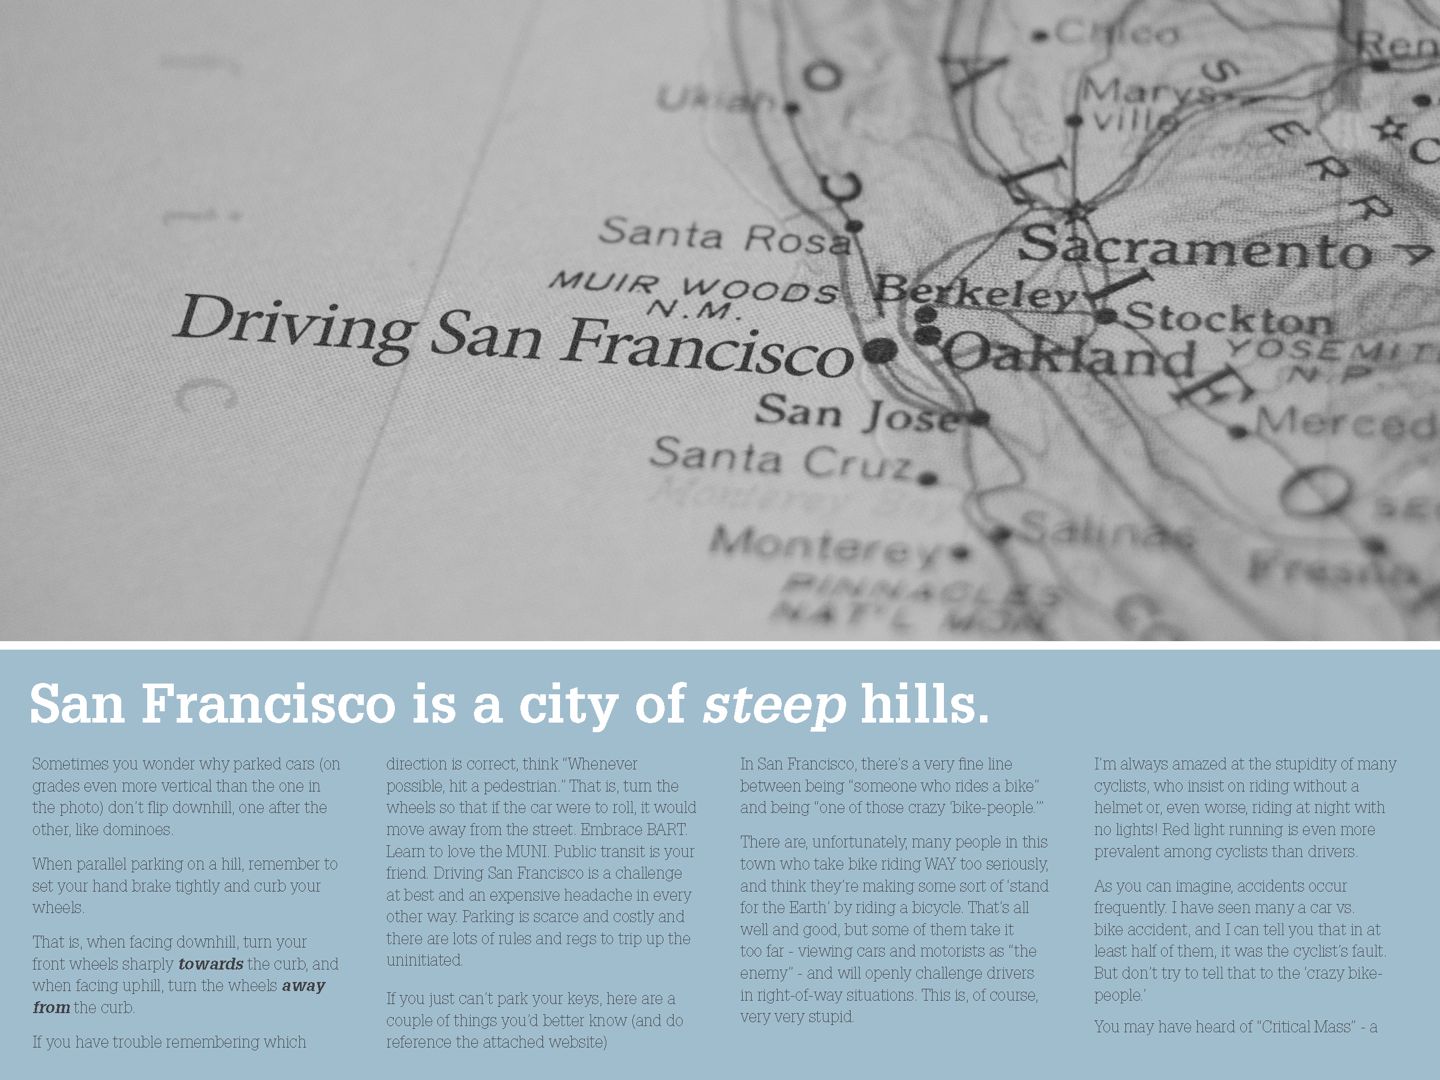 Chico
Ren
Ukiah
O
A
S
Marys-
ville
E
R
R
A
C
C
L
I
Santa Rosa
Sacramento
MUIR WOODS
N.M.
Berkeley
Stockton
Driving San Francisco
Oakland
YOSEMIT
N.P.
F
San Jose
Merced
Santa Cruz
O
Monterey Bay
SEQ
Monterey
Salinas
Fresno
PINNACLES
NAT'L MON.
San Francisco is a city of steep hills.
Sometimes you wonder why parked cars (on
grades even more vertical than the one in
the photo) don't flip downhill, one after the
other, like dominoes.
When parallel parking on a hill, remember to
set your hand brake tightly and curb your
wheels.
That is, when facing downhill, turn your
front wheels sharply towards the curb, and
when facing uphill, turn the wheels away
from the curb.
If you have trouble remembering which
direction is correct, think “Whenever
possible, hit a pedestrian.” That is, turn the
wheels so that if the car were to roll, it would
move away from the street. Embrace BART.
Learn to love the MUNI. Public transit is your
friend. Driving San Francisco is a challenge
at best and an expensive headache in every
other way. Parking is scarce and costly and
there are lots of rules and regs to trip up the
uninitiated.
If you just can't park your keys, here are a
couple of things you'd better know (and do
reference the attached website)
In San Francisco, there's a very fine line
between being “someone who rides a bike”
and being “one of those crazy ‘bike-people.’”
There are, unfortunately, many people in this
town who take bike riding WAY too seriously,
and think they're making some sort of ‘stand
for the Earth’ by riding a bicycle. That's all
well and good, but some of them take it
too far - viewing cars and motorists as “the
enemy” - and will openly challenge drivers
in right-of-way situations. This is, of course,
very very stupid.
I'm always amazed at the stupidity of many
cyclists, who insist on riding without a
helmet or, even worse, riding at night with
no lights! Red light running is even more
prevalent among cyclists than drivers.
As you can imagine, accidents occur
frequently. I have seen many a car vs.
bike accident, and I can tell you that in at
least half of them, it was the cyclist's fault.
But don't try to tell that to the ‘crazy bike-
people.’
You may have heard of “Critical Mass” - a